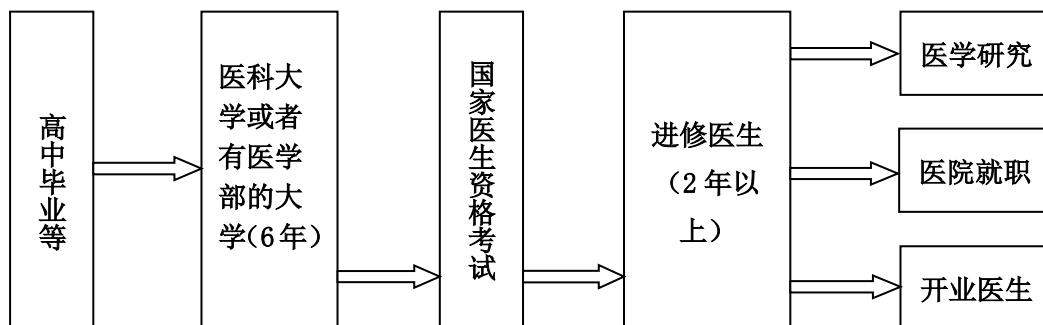 高中毕业等
医科大
学或者
有医学
部的大
学(6年)
国家医生资格考试
进修医生
（2年以
上）
医学研究
医院就职
开业医生